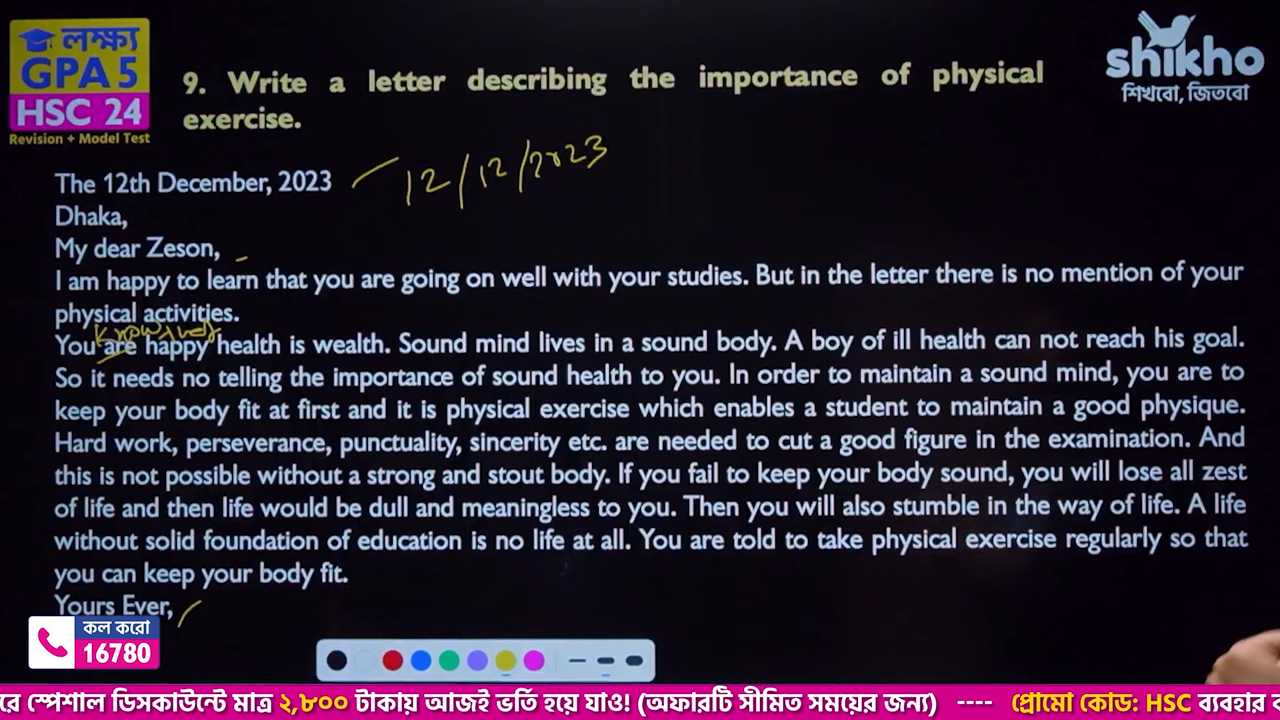 লক্ষ্য
GPA 5
HSC 24
Revision + Model Test
shikho
শিখবো, জিতবো
9. Write a letter describing the importance of physical
exercise.
The 12th December, 2023
12/12/2023
Dhaka,
My dear Zeson,
I am happy to learn that you are going on well with your studies. But in the letter there is no mention of your
physical activities.
know that
You are happy health is wealth. Sound mind lives in a sound body. A boy of ill health can not reach his goal.
So it needs no telling the importance of sound health to you. In order to maintain a sound mind, you are to
keep your body fit at first and it is physical exercise which enables a student to maintain a good physique.
Hard work, perseverance, punctuality, sincerity etc. are needed to cut a good figure in the examination. And
this is not possible without a strong and stout body. If you fail to keep your body sound, you will lose all zest
of life and then life would be dull and meaningless to you. Then you will also stumble in the way of life. A life
without solid foundation of education is no life at all. You are told to take physical exercise regularly so that
you can keep your body fit.
Yours Ever,
কল করো
16780
রে স্পেশাল ডিসকাউন্টে মাত্র ২,৮০০ টাকায় আজই ভর্তি হয়ে যাও! (অফারটি সীমিত সময়ের জন্য) ---- প্রোমো কোড: HSC ব্যবহার